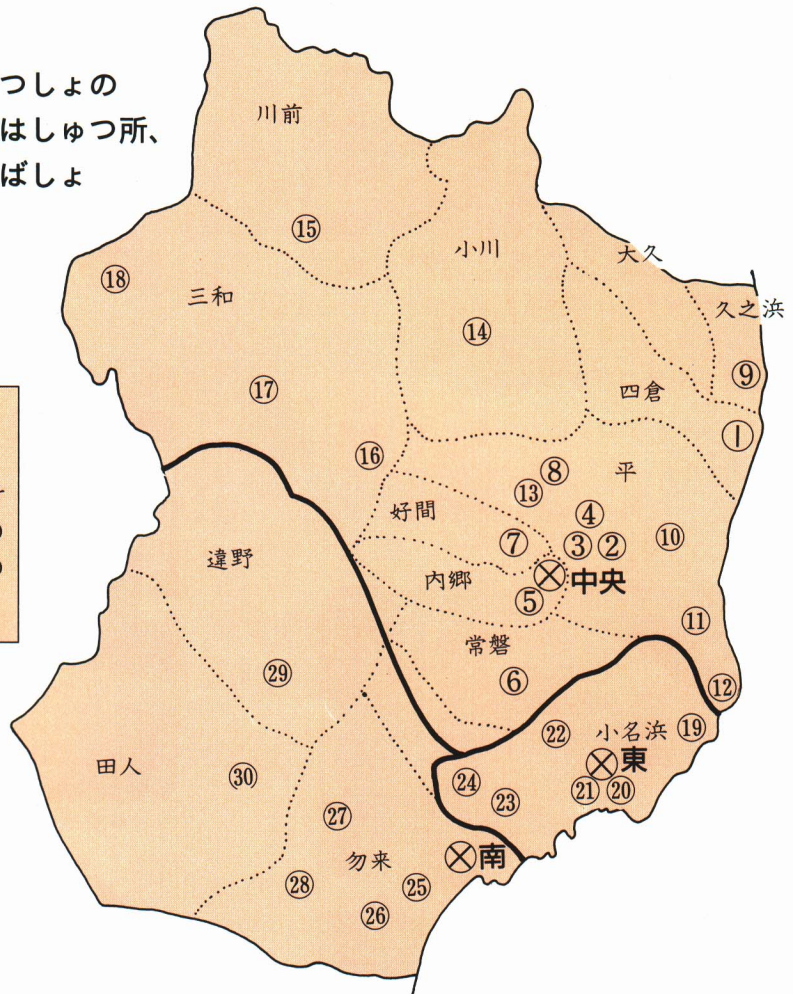 つしょの
はしゅつ所、
ばしょ
川前
⑮
小川
大久
⑱
三和
久之浜
⑭
⑨
⑰
四倉
①
⑯
⑧
平
⑬
好間
④
⑩
⑦
③
②
違野
内郷
中央
⑤
⑪
常磐
⑥
⑫
㉙
㉒
小名浜
⑲
東
田人
㉚
㉔
㉓
㉑
⑳
㉗
勿来
南
㉘
㉕
㉖